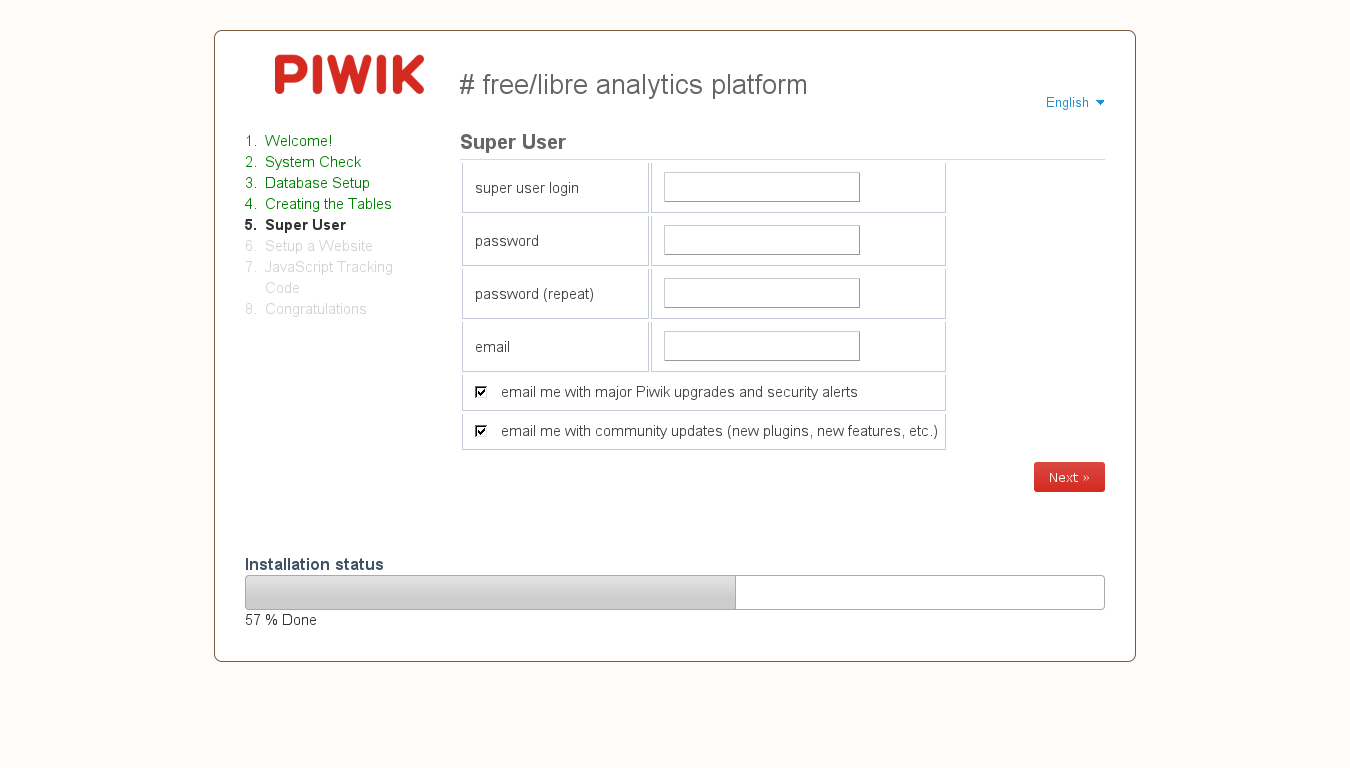 PIWIK
# free/libre analytics platform
English
1. Welcome!
2. System Check
3. Database Setup
4. Creating the Tables
5. Super User
6. Setup a Website
7. JavaScript Tracking
Code
8. Congratulations
Super User
super user login
password
password (repeat)
email
email me with major Piwik upgrades and security alerts
email me with community updates (new plugins, new features, etc.)
Next »
Installation status
57 % Done